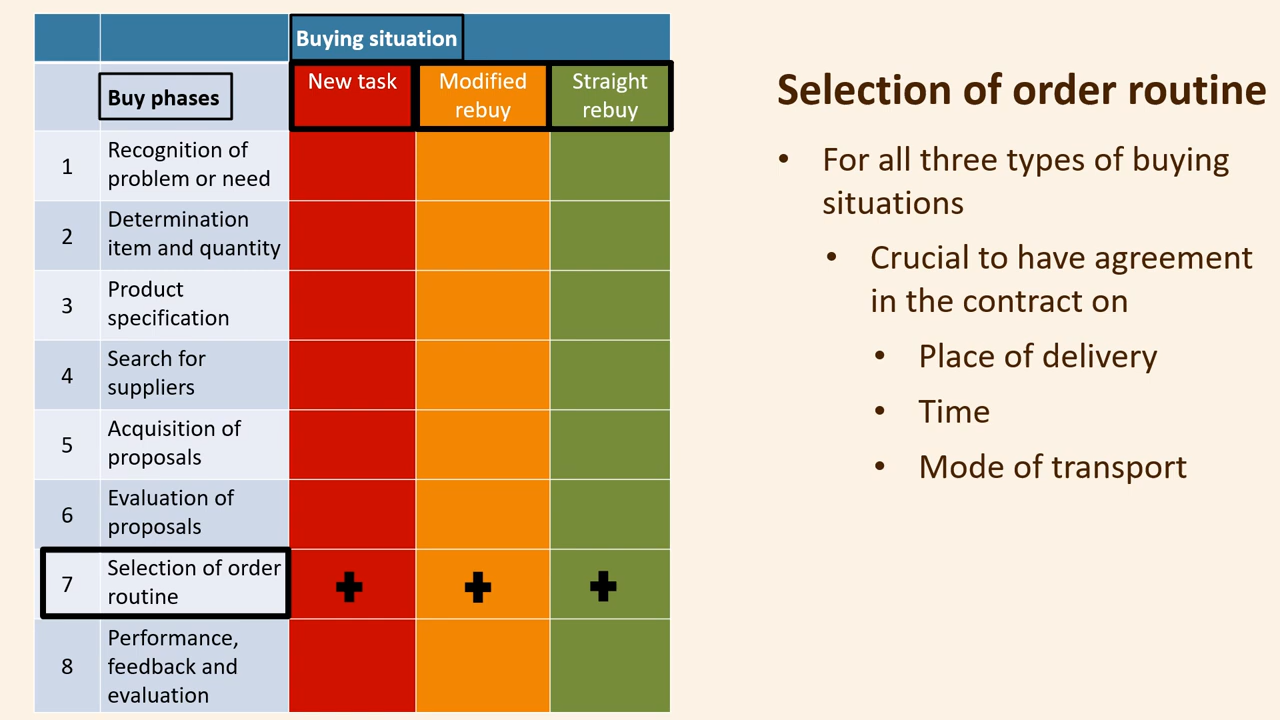 Buying situation
Buy phases
New task
Modified
rebuy
Straight
rebuy
1
Recognition of
problem or need
2
Determination
item and quantity
3
Product
specification
4
Search for
suppliers
5
Acquisition of
proposals
6
Evaluation of
proposals
7
Selection of order
routine
8
Performance,
feedback and
evaluation
Selection of order routine
• For all three types of buying
situations
• Crucial to have agreement
in the contract on
• Place of delivery
• Time
• Mode of transport